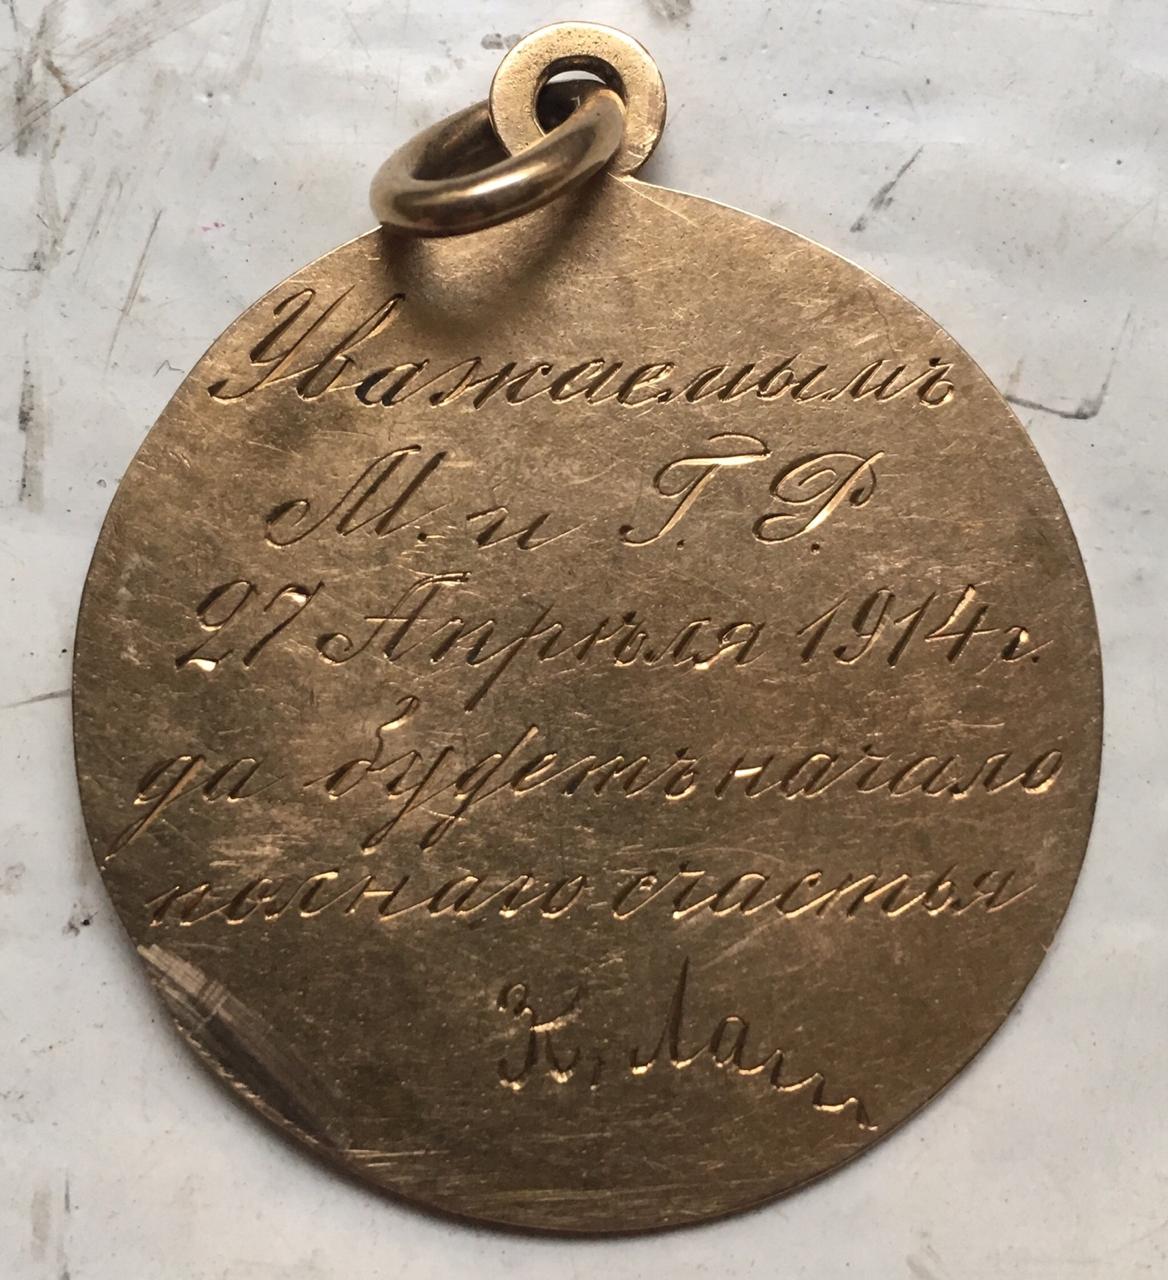 Уважаемымъ
М. и Г. Р.
27 Апрѣля 1914 г.
да будетъ начало
полнаго счастья
К.